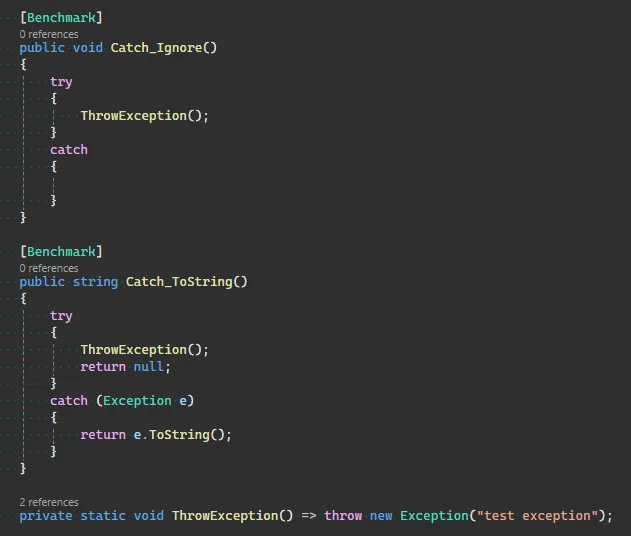 [Benchmark]
0 references
public void Catch_Ignore()
{
try
{
ThrowException();
}
catch
{
}
}
[Benchmark]
0 references
public string Catch_ToString()
{
try
{
ThrowException();
return null;
}
catch (Exception e)
{
return e.ToString();
}
}
2 references
private static void ThrowException() => throw new Exception("test exception");